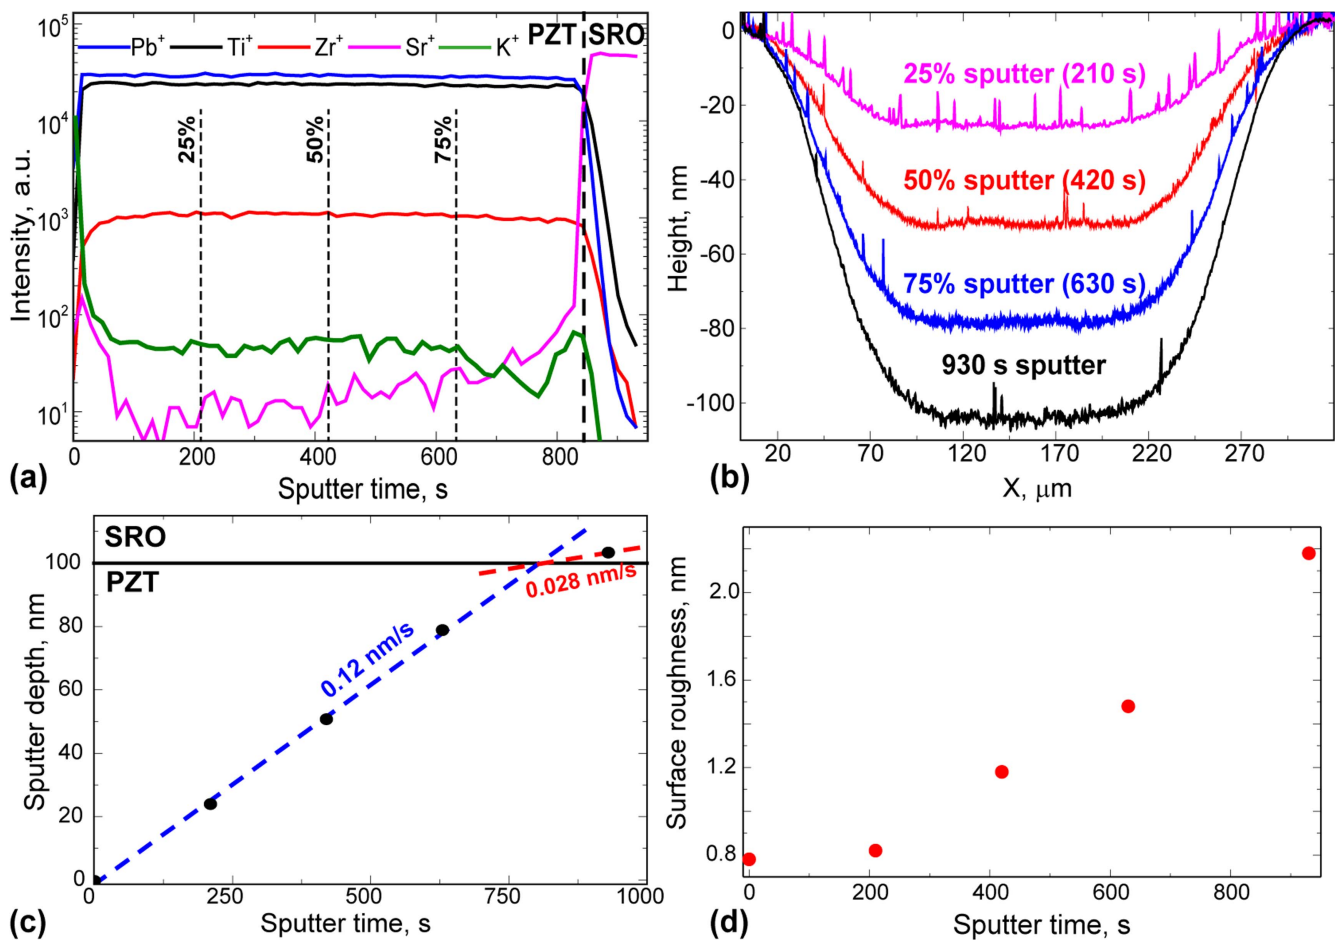 10⁵
10⁴
10³
10²
10¹
Intensity, a.u.
PZT SRO
Pb⁺ Ti⁺ Zr⁺ Sr⁺ K⁺
25%
50%
75%
0 200 400 600 800
Sputter time, s
(a)
0
-20
-40
-60
-80
-100
Height, nm
25% sputter (210 s)
50% sputter (420 s)
75% sputter (630 s)
930 s sputter
20 70 120 170 220 270
X, μm
(b)
SRO
PZT
100
80
60
40
20
0
Sputter depth, nm
0.12 nm/s
0.028 nm/s
0 250 500 750 1000
Sputter time, s
(c)
2.0
1.6
1.2
0.8
Surface roughness, nm
0 200 400 600 800
Sputter time, s
(d)